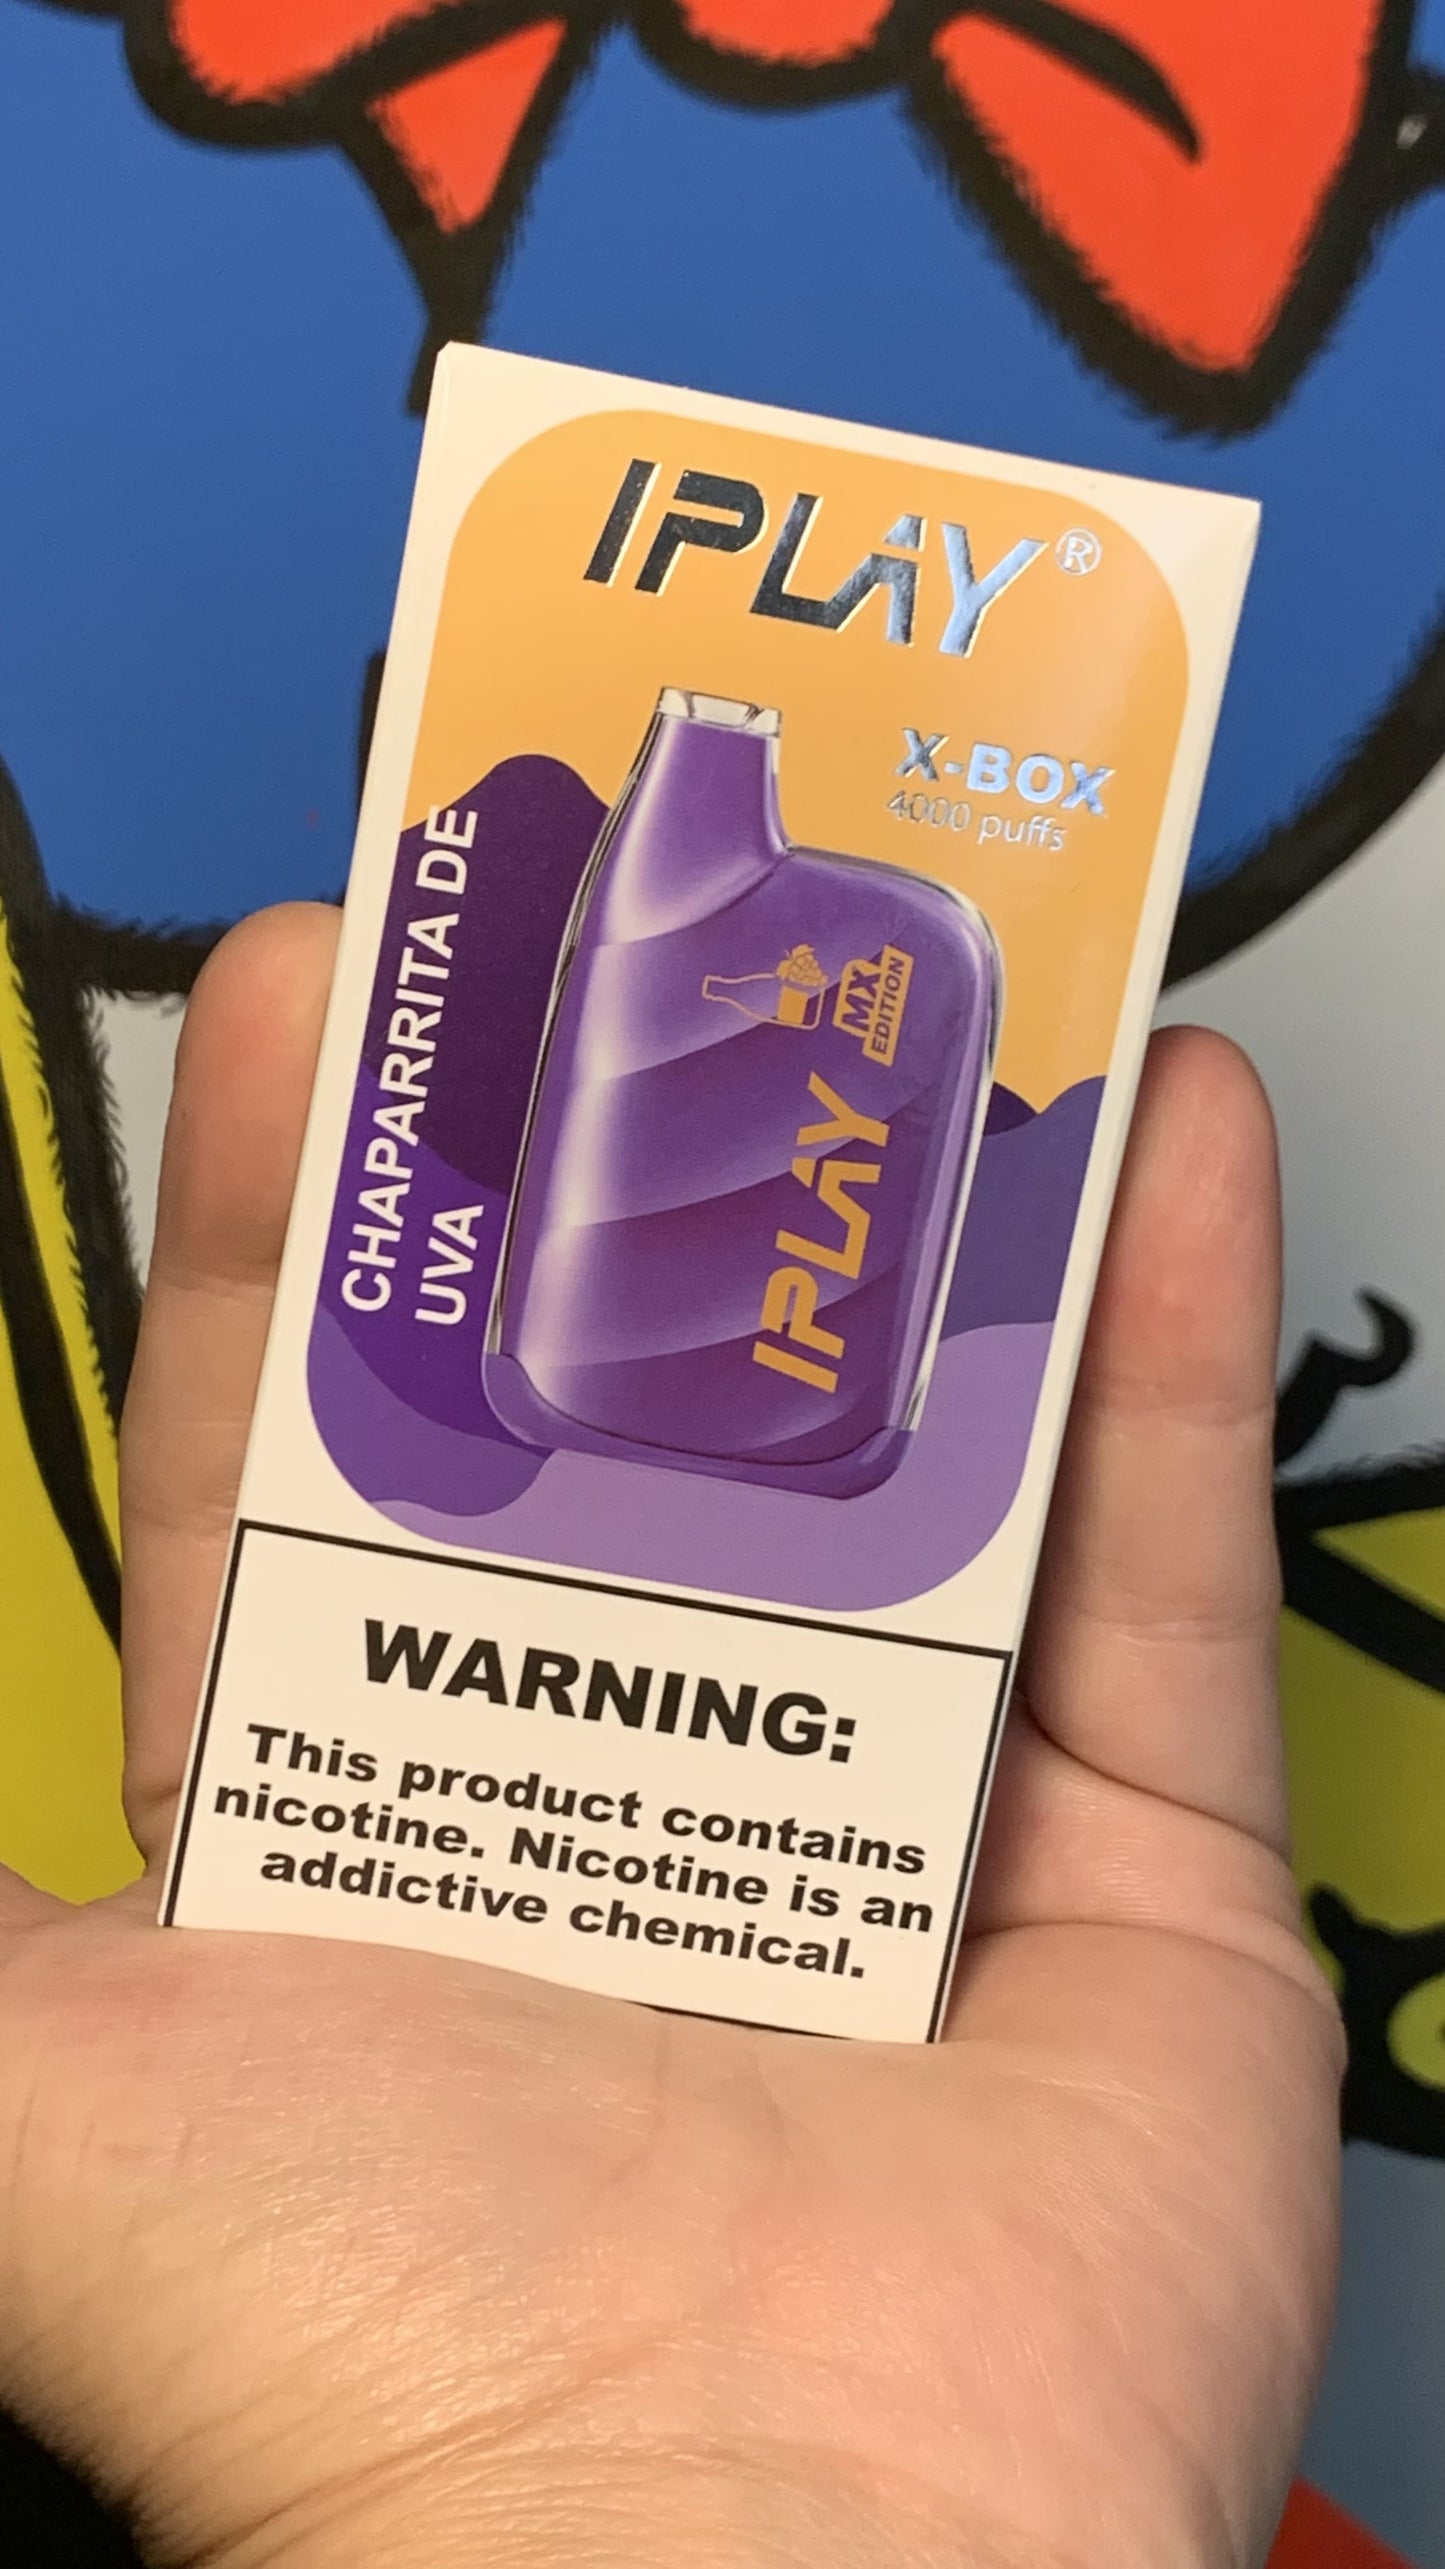 IPLAY®
X-BOX
4000 puffs
CHAPARRITA DE
UVA
MX
EDITION
IPLAY
WARNING:
This product contains
nicotine. Nicotine is an
addictive chemical.